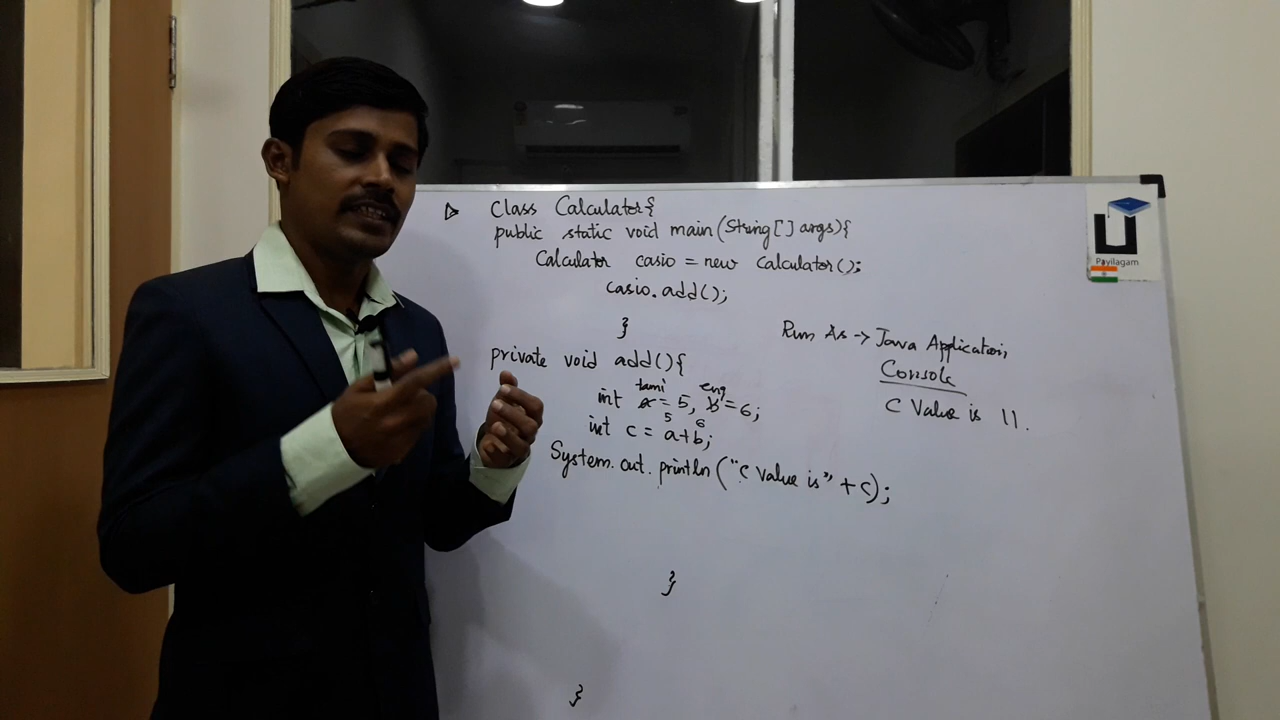 Class Calculator{
public static void main(String[] args){
Calculator casio = new Calculator();
casio.add();
}
private void add(){
tami eng
int a = 5, b = 6;
5 6
int c = a+b;
System.out.println("C Value is" + c);
}
}
Run As -> Java Application
Console
C Value is 11.
U
Payilagam